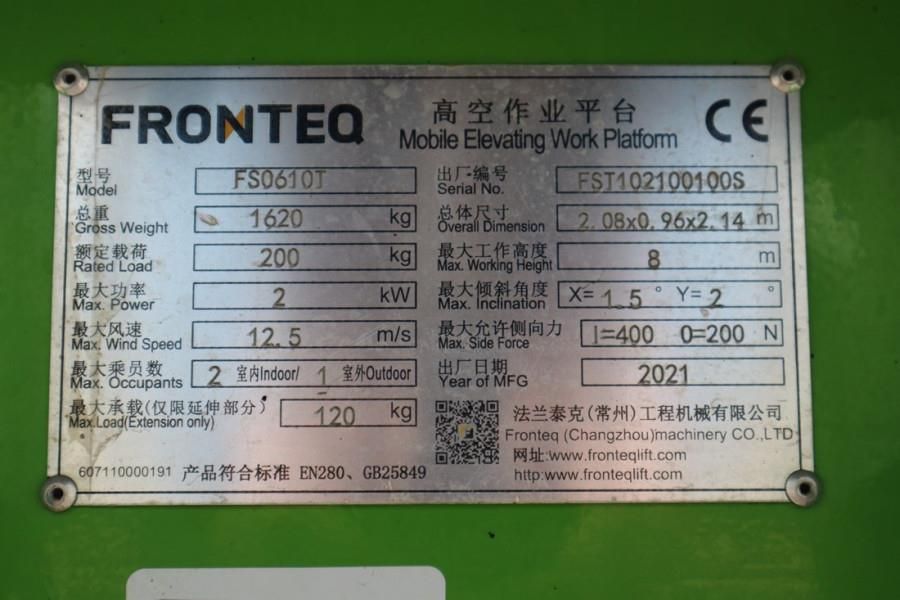 FRONTEQ
高空作业平台
Mobile Elevating Work Platform
CE
型号 FS0610T
Model
出厂编号 FST102100100S
Serial No.
总重 1620 kg
Gross Weight
总体尺寸 2.08x0.96x2.14 m
Overall Dimension
额定载荷 200 kg
Rated Load
最大工作高度 8 m
Max. Working Height
最大功率 2 kW
Max. Power
最大倾斜角度 X= 1.5 ° Y= 2 °
Max. Inclination
最大风速 12.5 m/s
Max. Wind Speed
最大允许侧向力 I=400 O=200 N
Max. Side Force
最大乘员数 2 室内Indoor/ 1 室外Outdoor
Max. Occupants
出厂日期 2021
Year of MFG
最大承载(仅限延伸部分) 120 kg
Max.Load(Extension only)
法兰泰克(常州)工程机械有限公司
Fronteq (Changzhou)machinery CO.,LTD
网址:www.fronteqlift.com
http:www.fronteqlift.com
607110000191 产品符合标准 EN280、GB25849